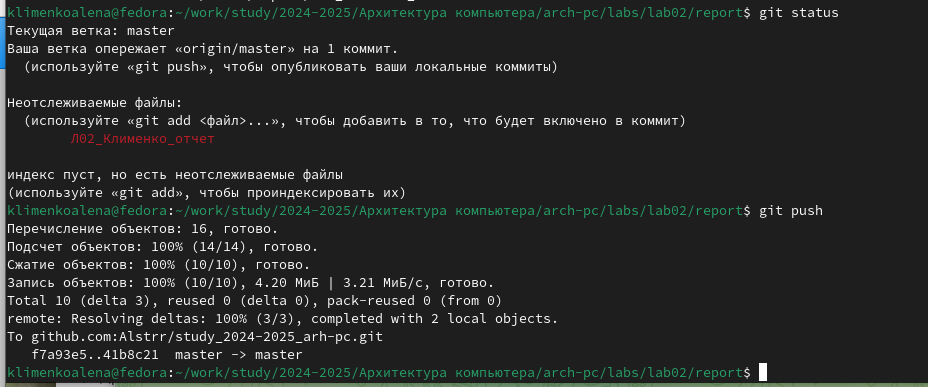 klimenkoalena@fedora:~/work/study/2024-2025/Архитектура компьютера/arch-pc/labs/lab02/report$ git status
Текущая ветка: master
Ваша ветка опережает «origin/master» на 1 коммит.
(используйте «git push», чтобы опубликовать ваши локальные коммиты)
Неотслеживаемые файлы:
(используйте «git add <файл>...», чтобы добавить в то, что будет включено в коммит)
Л02_Клименко_отчет
индекс пуст, но есть неотслеживаемые файлы
(используйте «git add», чтобы проиндексировать их)
klimenkoalena@fedora:~/work/study/2024-2025/Архитектура компьютера/arch-pc/labs/lab02/report$ git push
Перечисление объектов: 16, готово.
Подсчет объектов: 100% (14/14), готово.
Сжатие объектов: 100% (10/10), готово.
Запись объектов: 100% (10/10), 4.20 МиБ | 3.21 МиБ/с, готово.
Total 10 (delta 3), reused 0 (delta 0), pack-reused 0 (from 0)
remote: Resolving deltas: 100% (3/3), completed with 2 local objects.
To github.com:Alstrr/study_2024-2025_arh-pc.git
f7a93e5..41b8c21  master -> master
klimenkoalena@fedora:~/work/study/2024-2025/Архитектура компьютера/arch-pc/labs/lab02/report$